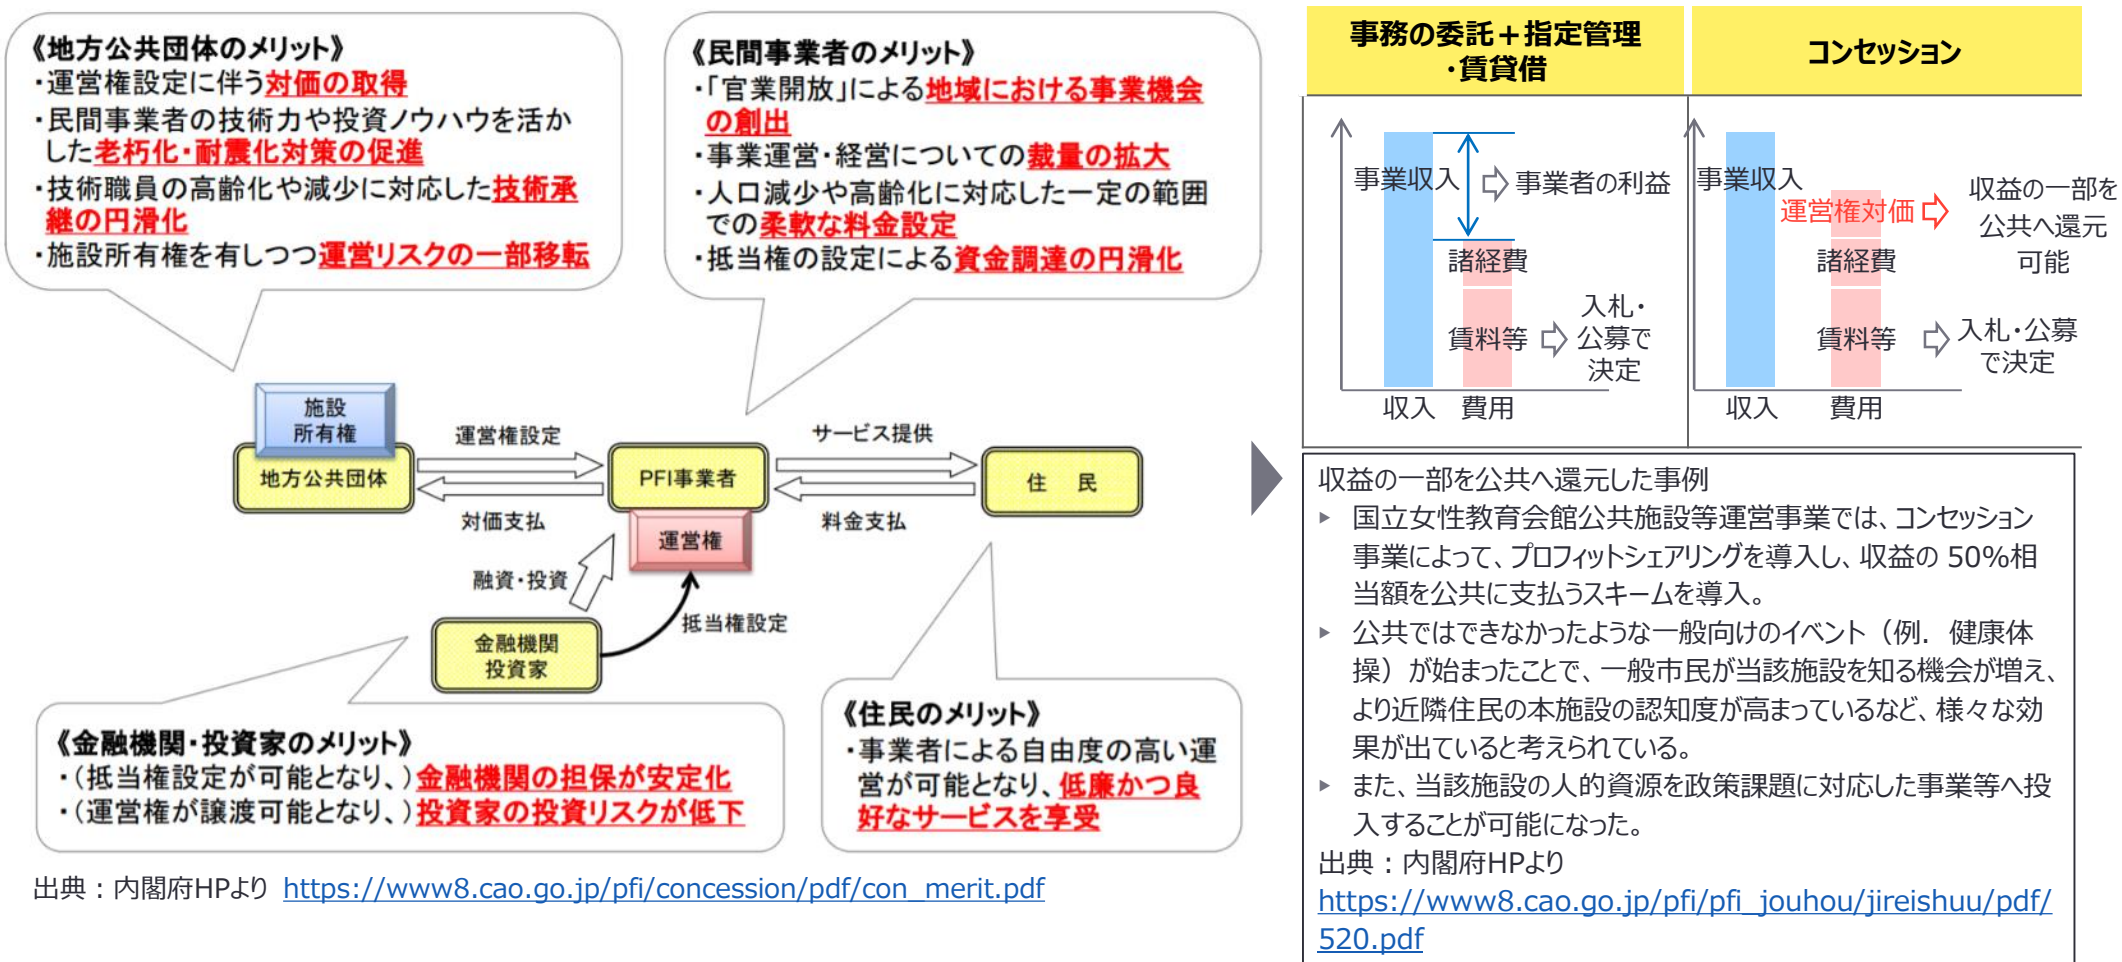 《地方公共団体のメリット》
・運営権設定に伴う対価の取得
・民間事業者の技術力や投資ノウハウを活か
した老朽化・耐震化対策の促進
・技術職員の高齢化や減少に対応した技術承
継の円滑化
・施設所有権を有しつつ運営リスクの一部移転
《民間事業者のメリット》
・「官業開放」による地域における事業機会
の創出
・事業運営・経営についての裁量の拡大
・人口減少や高齢化に対応した一定の範囲
での柔軟な料金設定
・抵当権の設定による資金調達の円滑化
施設
所有権
地方公共団体
運営権設定
対価支払
PFI事業者
運営権
サービス提供
料金支払
住 民
融資・投資
抵当権設定
金融機関
投資家
《金融機関・投資家のメリット》
・(抵当権設定が可能となり、)金融機関の担保が安定化
・(運営権が譲渡可能となり、)投資家の投資リスクが低下
《住民のメリット》
・事業者による自由度の高い運
営が可能となり、低廉かつ良
好なサービスを享受
出典：内閣府HPより https://www8.cao.go.jp/pfi/concession/pdf/con_merit.pdf
事務の委託＋指定管理
・賃貸借
コンセッション
事業収入
事業者の利益
諸経費
賃料等
入札・
公募で
決定
収入 費用
事業収入
運営権対価
収益の一部を
公共へ還元
可能
諸経費
賃料等
入札・公募
で決定
収入 費用
収益の一部を公共へ還元した事例
▸ 国立女性教育会館公共施設等運営事業では、コンセッション
事業によって、プロフィットシェアリングを導入し、収益の 50%相
当額を公共に支払うスキームを導入。
▸ 公共ではできなかったような一般向けのイベント（例．健康体
操）が始まったことで、一般市民が当該施設を知る機会が増え、
より近隣住民の本施設の認知度が高まっているなど、様々な効
果が出ていると考えられている。
▸ また、当該施設の人的資源を政策課題に対応した事業等へ投
入することが可能になった。
出典：内閣府HPより
https://www8.cao.go.jp/pfi/pfi_jouhou/jireishuu/pdf/
520.pdf